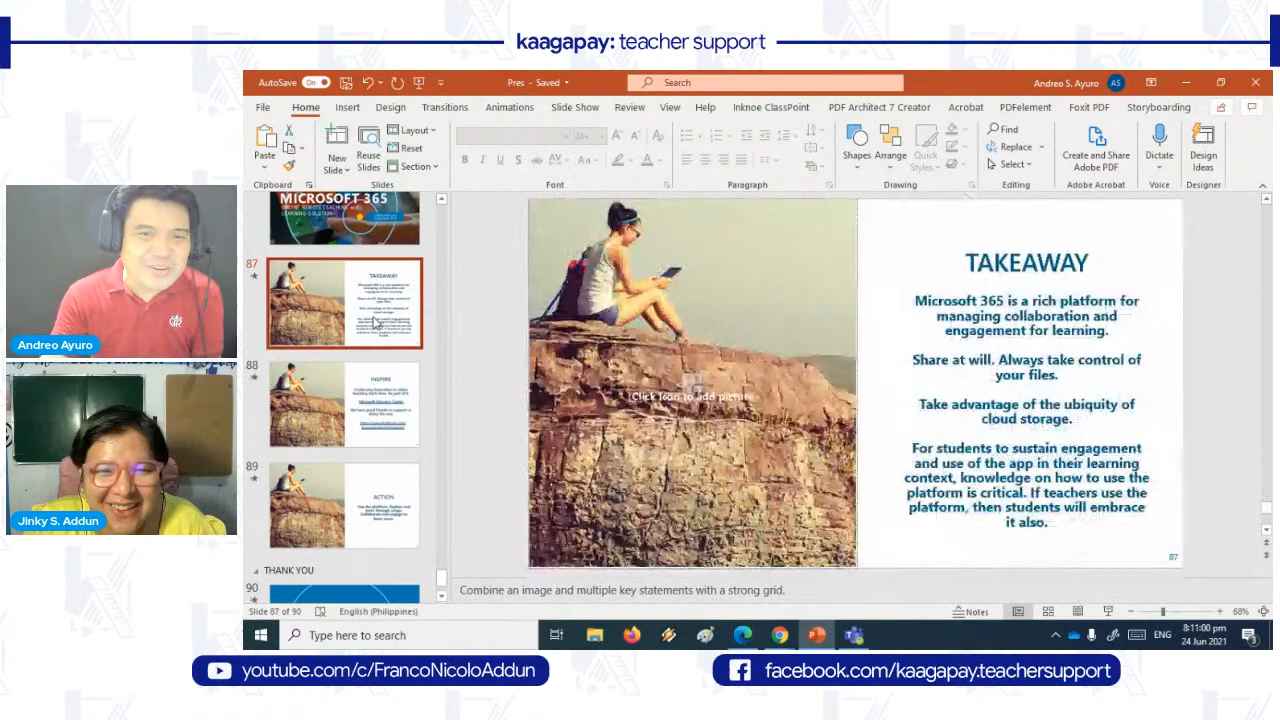 kaagapay: teacher support
AutoSave On
Pres - Saved
Search
Andreo S. Ayuro AS
File Home Insert Design Transitions Animations Slide Show Review View Help Inknoe ClassPoint PDF Architect 7 Creator Acrobat PDFelement Foxit PDF Storyboarding
Paste
New
Slide
Reuse
Slides
Layout
Reset
Section
Shapes
Arrange
Quick
Styles
Find
Replace
Select
Create and Share
Adobe PDF
Dictate
Design
Ideas
Clipboard Slides Font Paragraph Drawing Editing Adobe Acrobat Voice Designer
MICROSOFT 365
ONLINE REMOTE TEACHING and
LEARNING SOLUTION
87
TAKEAWAY
88
INSPIRE
89
ACTION
THANK YOU
90
Click icon to add picture
TAKEAWAY
Microsoft 365 is a rich platform for
managing collaboration and
engagement for learning.
Share at will. Always take control of
your files.
Take advantage of the ubiquity of
cloud storage.
For students to sustain engagement
and use of the app in their learning
context, knowledge on how to use the
platform is critical. If teachers use the
platform, then students will embrace
it also.
87
Andreo Ayuro
Jinky S. Addun
Combine an image and multiple key statements with a strong grid.
Slide 87 of 90 English (Philippines) Notes 68%
Type here to search
ENG
8:11:00 pm
24 Jun 2021
3
youtube.com/c/FrancoNicoloAddun
facebook.com/kaagapay.teachersupport